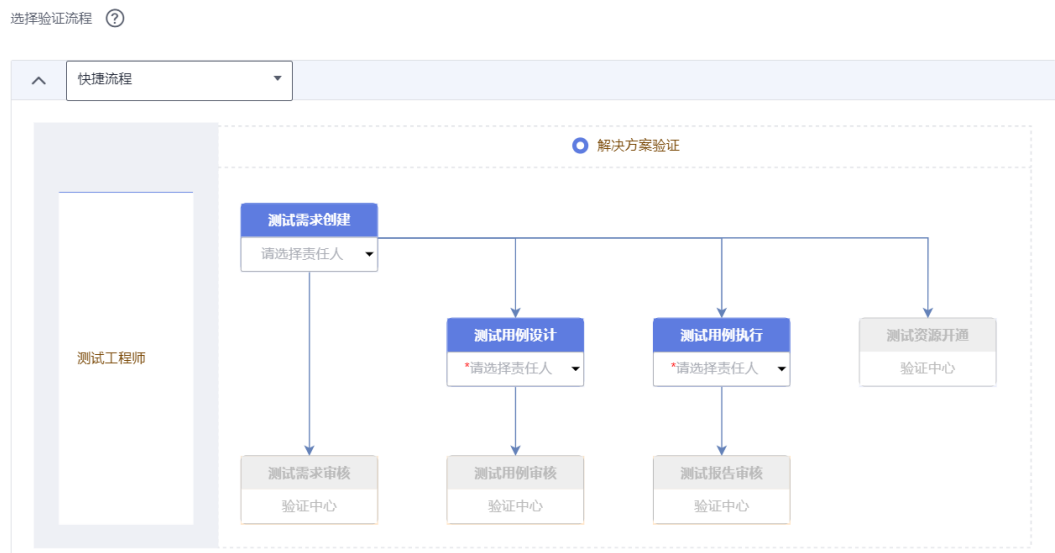 选择验证流程 ?
快捷流程
解决方案验证
测试需求创建
请选择责任人
测试用例设计
测试用例执行
测试资源开通
*请选择责任人
*请选择责任人
验证中心
测试工程师
测试需求审核
测试用例审核
测试报告审核
验证中心
验证中心
验证中心